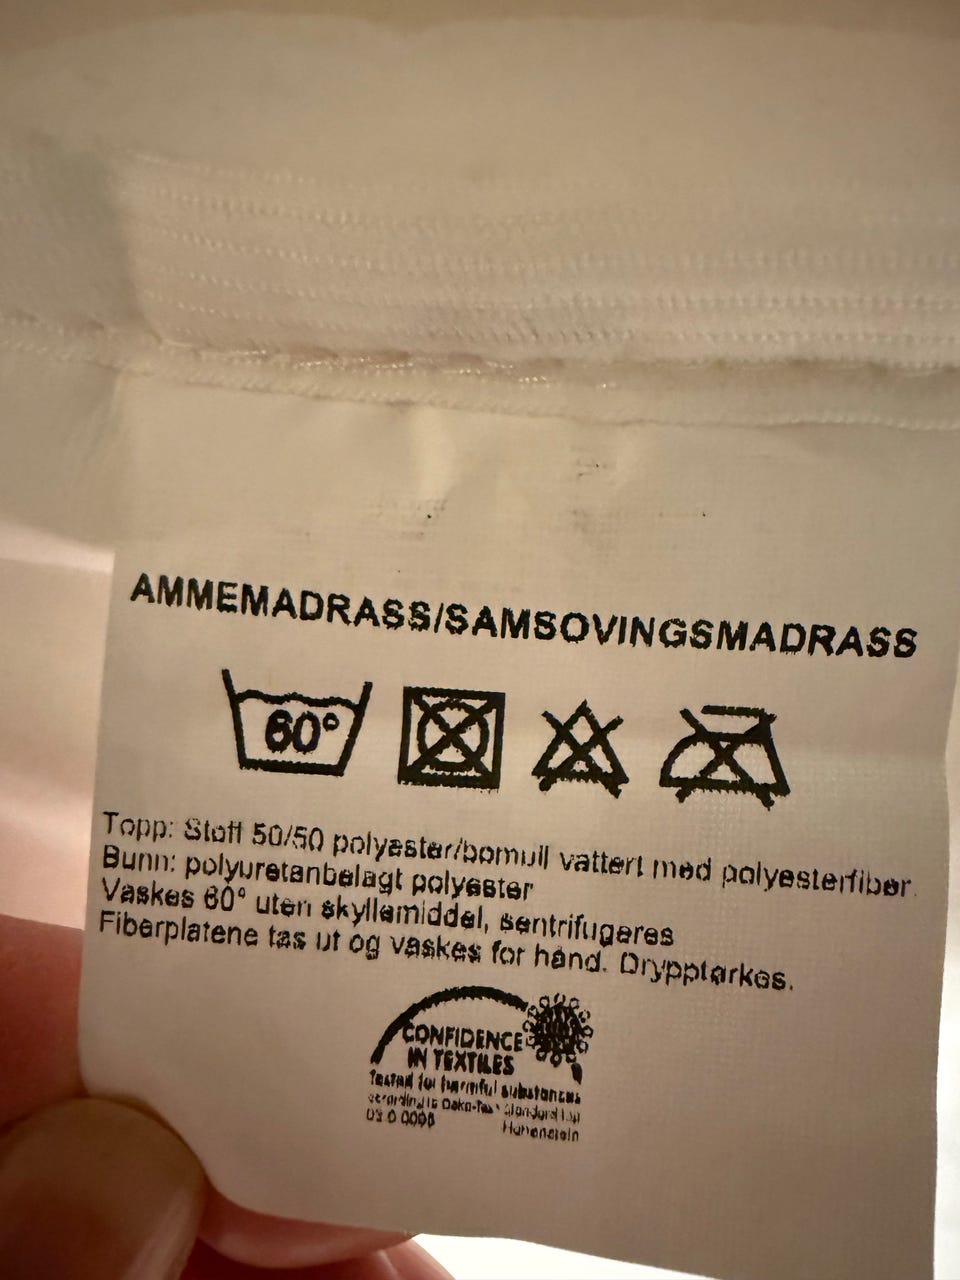 AMMEMADRASS/SAMSOVINGSMADRASS
60°
Topp: Stoff 50/50 polyester/bomull vattert med polyesterfiber.
Bunn: polyuretanbelagt polyester
Vaskes 60° uten skyllemiddel, sentrifugeres
Fiberplatene tas ut og vaskes for hånd. Drypptørkes.
CONFIDENCE
IN TEXTILES
Tested for harmful substances
according to Oeko-Tex Standard
Hohenstein